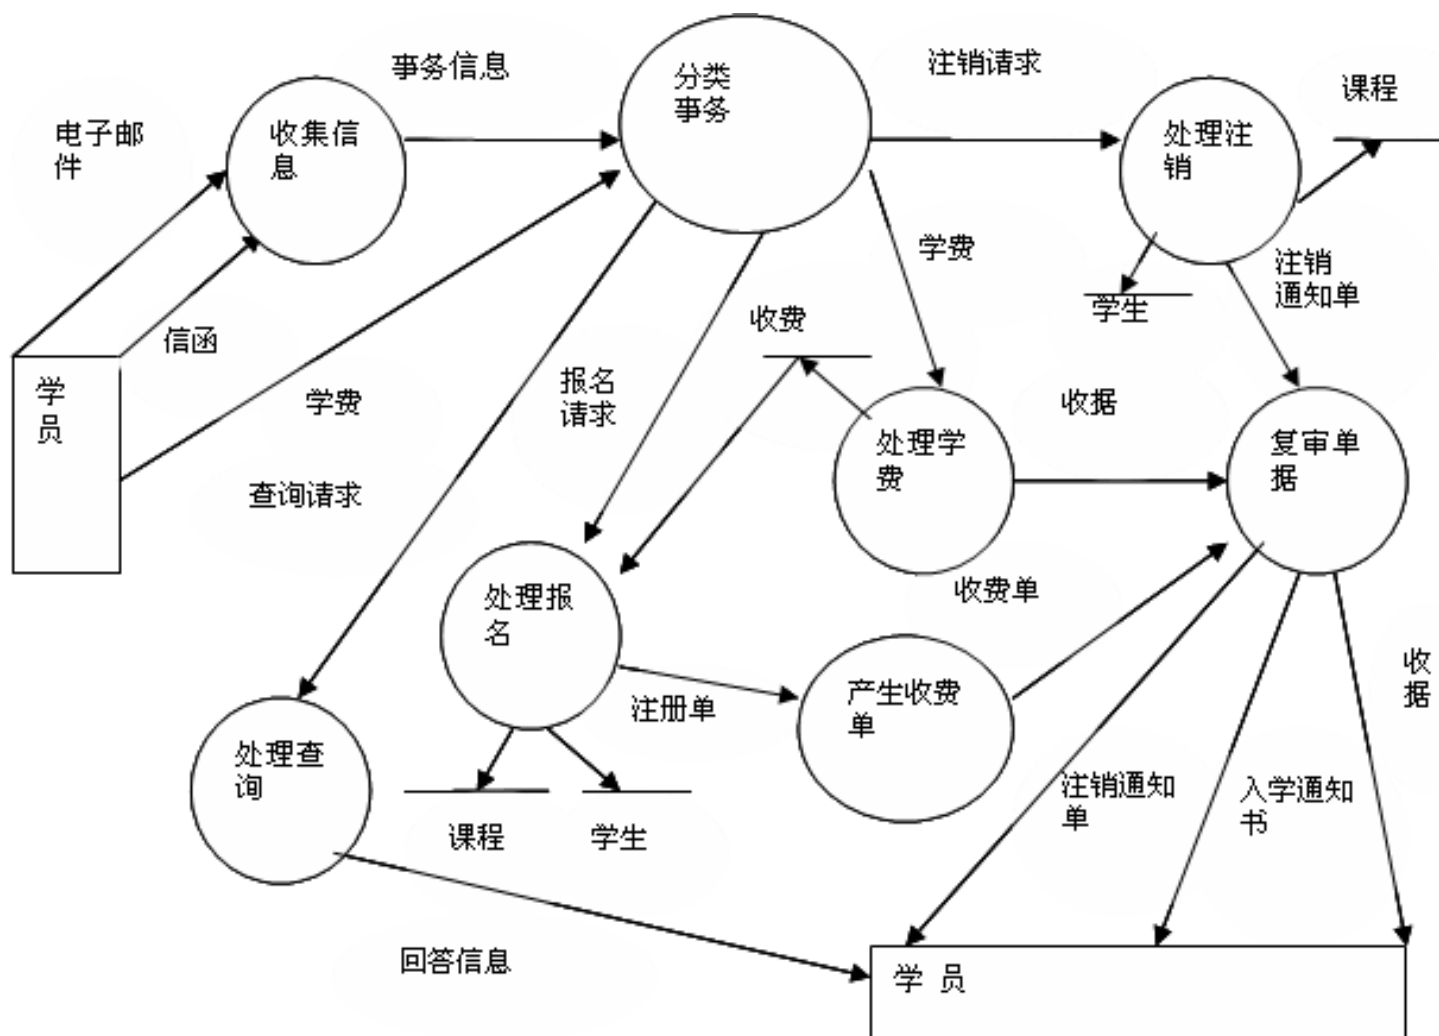 事务信息
分类
事务
注销请求
课程
电子邮
件
收集信
息
处理注
销
学费
注销
通知单
学生
信函
收费
学
员
学费
报名
请求
收据
处理学
费
复审单
据
查询请求
处理报
名
收费单
收
据
注册单
产生收费
单
处理查
询
注销通知
单
入学通知
书
课程
学生
回答信息
学 员